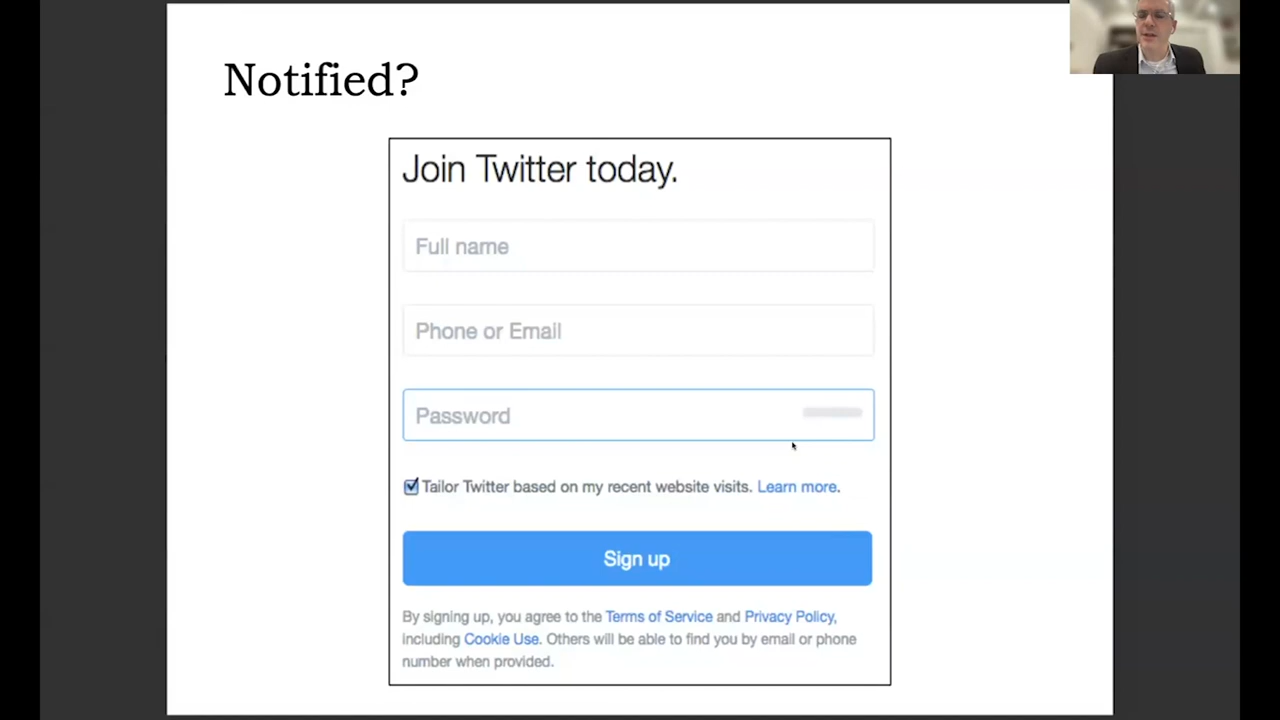 Notified?
Join Twitter today.
Full name
Phone or Email
Password
Tailor Twitter based on my recent website visits. Learn more.
Sign up
By signing up, you agree to the Terms of Service and Privacy Policy,
including Cookie Use. Others will be able to find you by email or phone
number when provided.